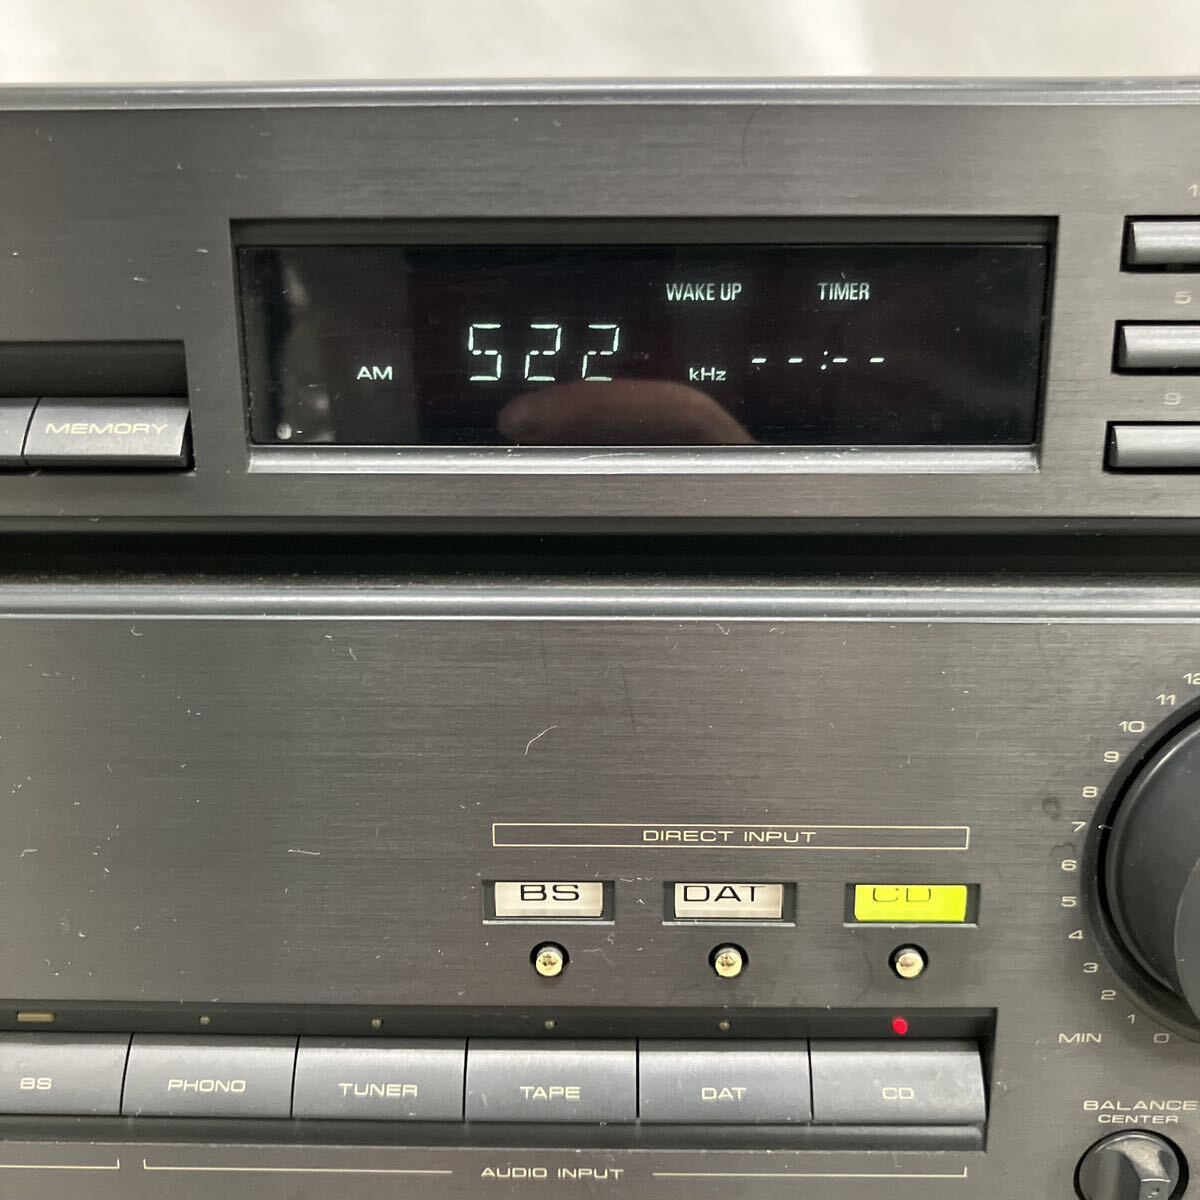 WAKE UP TIMER
AM 522 kHz --:--
MEMORY
5
9
DIRECT INPUT
BS DAT CD
12
11
10
9
8
7
6
5
4
3
2
1
0
MIN
BS PHONO TUNER TAPE DAT CD
AUDIO INPUT
BALANCE
CENTER